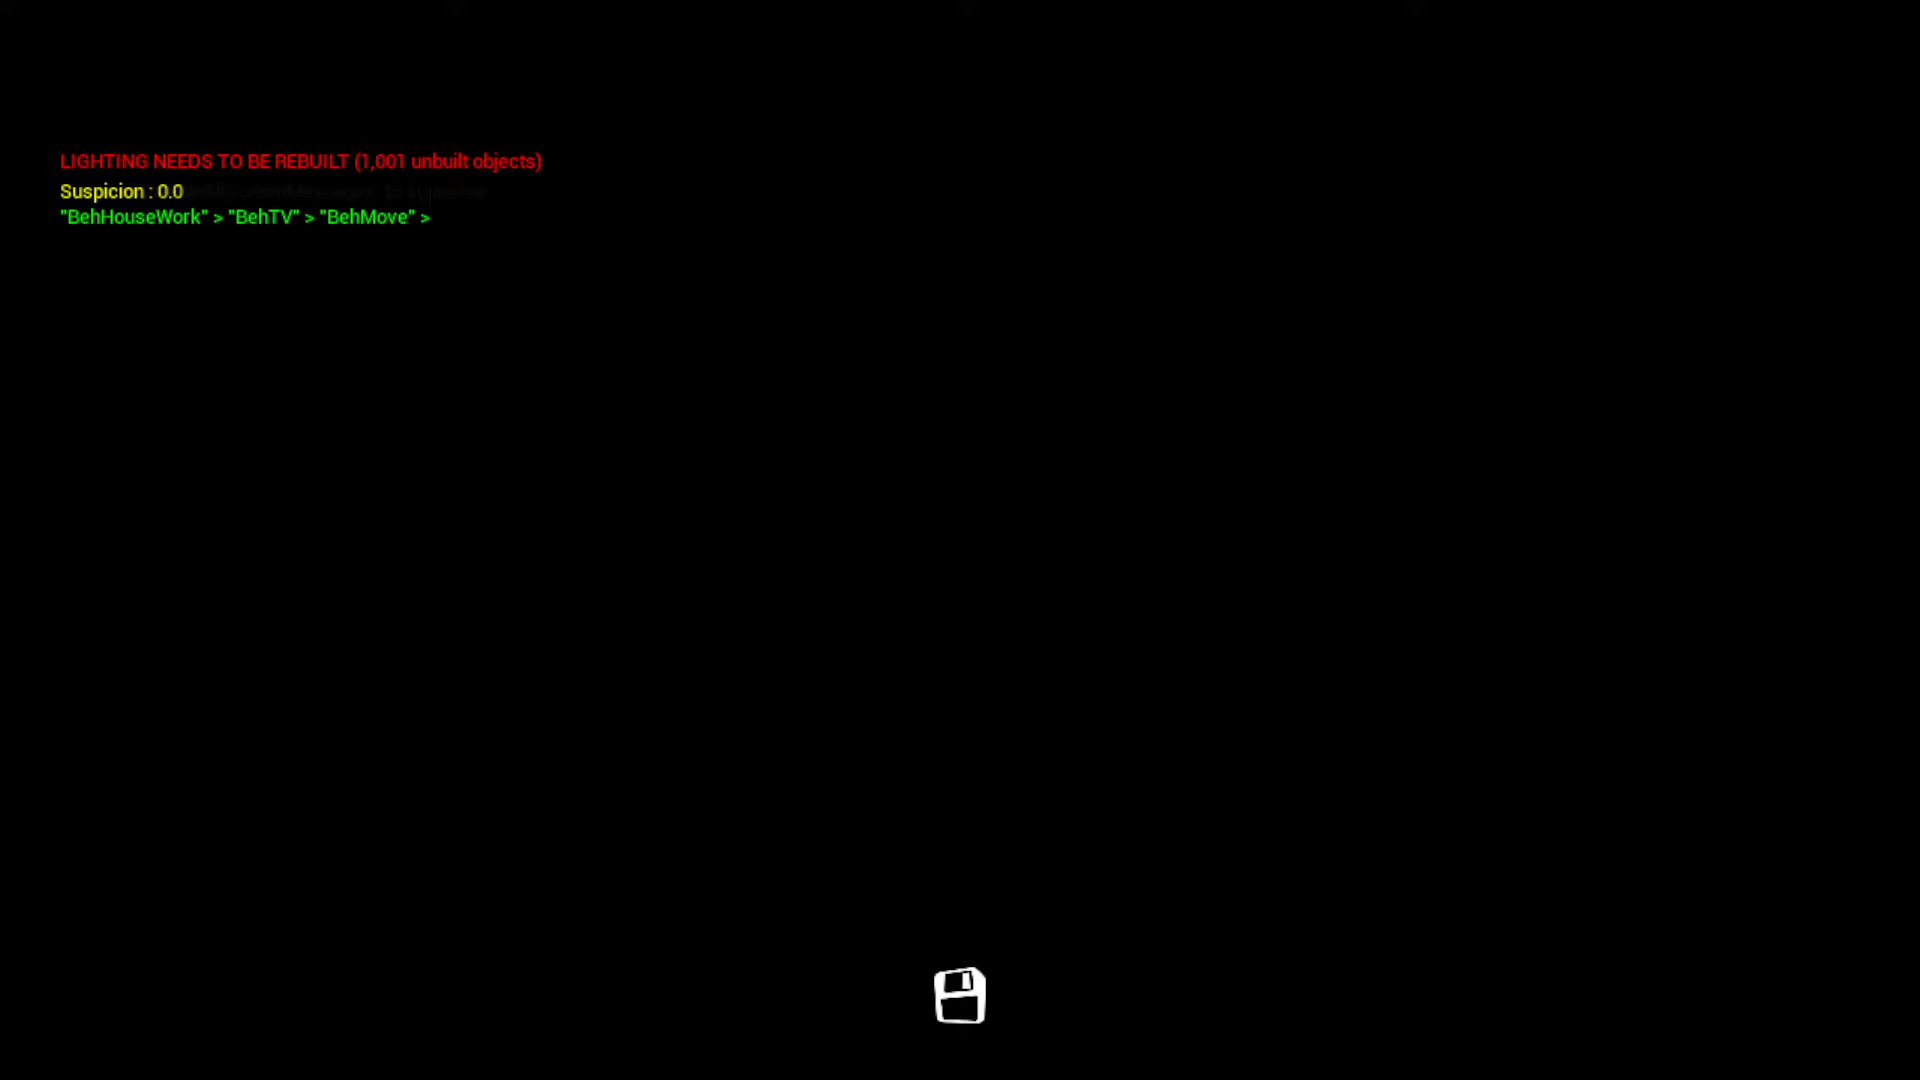 LIGHTING NEEDS TO BE REBUILT (1,001 unbuilt objects)
Suspicion : 0.0
"BehHouseWork" > "BehTV" > "BehMove" >